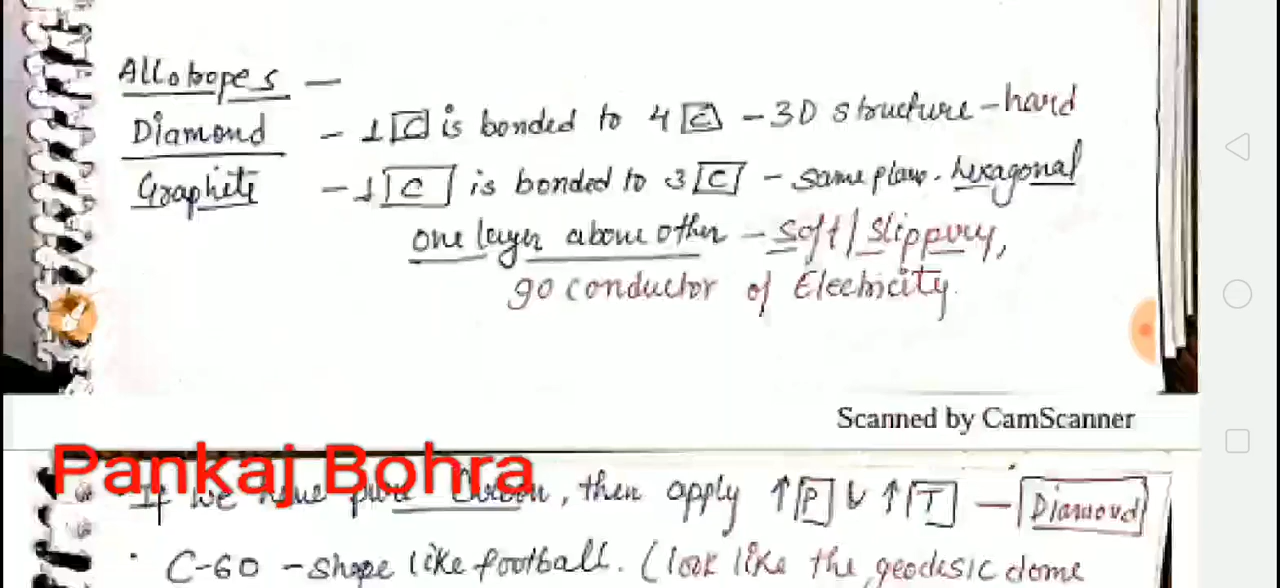 Allotropes —
Diamond - 1 C is bonded to 4 C - 3D structure - hard
Graphite - 1 C is bonded to 3 C - same plane. hexagonal
one layer above other - soft/slippery,
go conductor of Electricity.
Scanned by CamScanner
Pankaj Bohra
If we have pure Carbon, then apply ↑ P ↑ T — Diamond
· C-60 - shape like football. (look like the geodesic dome